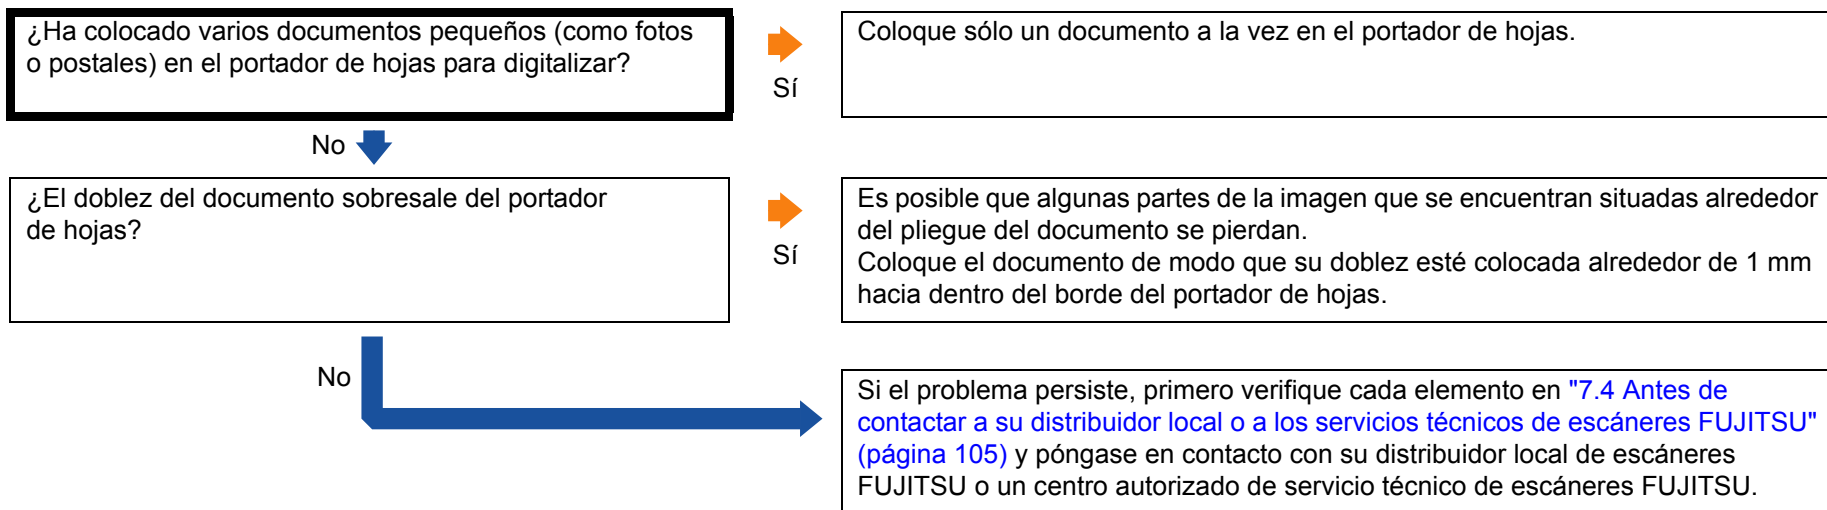 ¿Ha colocado varios documentos pequeños (como fotos
o postales) en el portador de hojas para digitalizar?
Sí
Coloque sólo un documento a la vez en el portador de hojas.
No
¿El doblez del documento sobresale del portador
de hojas?
Sí
Es posible que algunas partes de la imagen que se encuentran situadas alrededor
del pliegue del documento se pierdan.
Coloque el documento de modo que su doblez esté colocada alrededor de 1 mm
hacia dentro del borde del portador de hojas.
No
Si el problema persiste, primero verifique cada elemento en "7.4 Antes de
contactar a su distribuidor local o a los servicios técnicos de escáneres FUJITSU"
(página 105) y póngase en contacto con su distribuidor local de escáneres
FUJITSU o un centro autorizado de servicio técnico de escáneres FUJITSU.